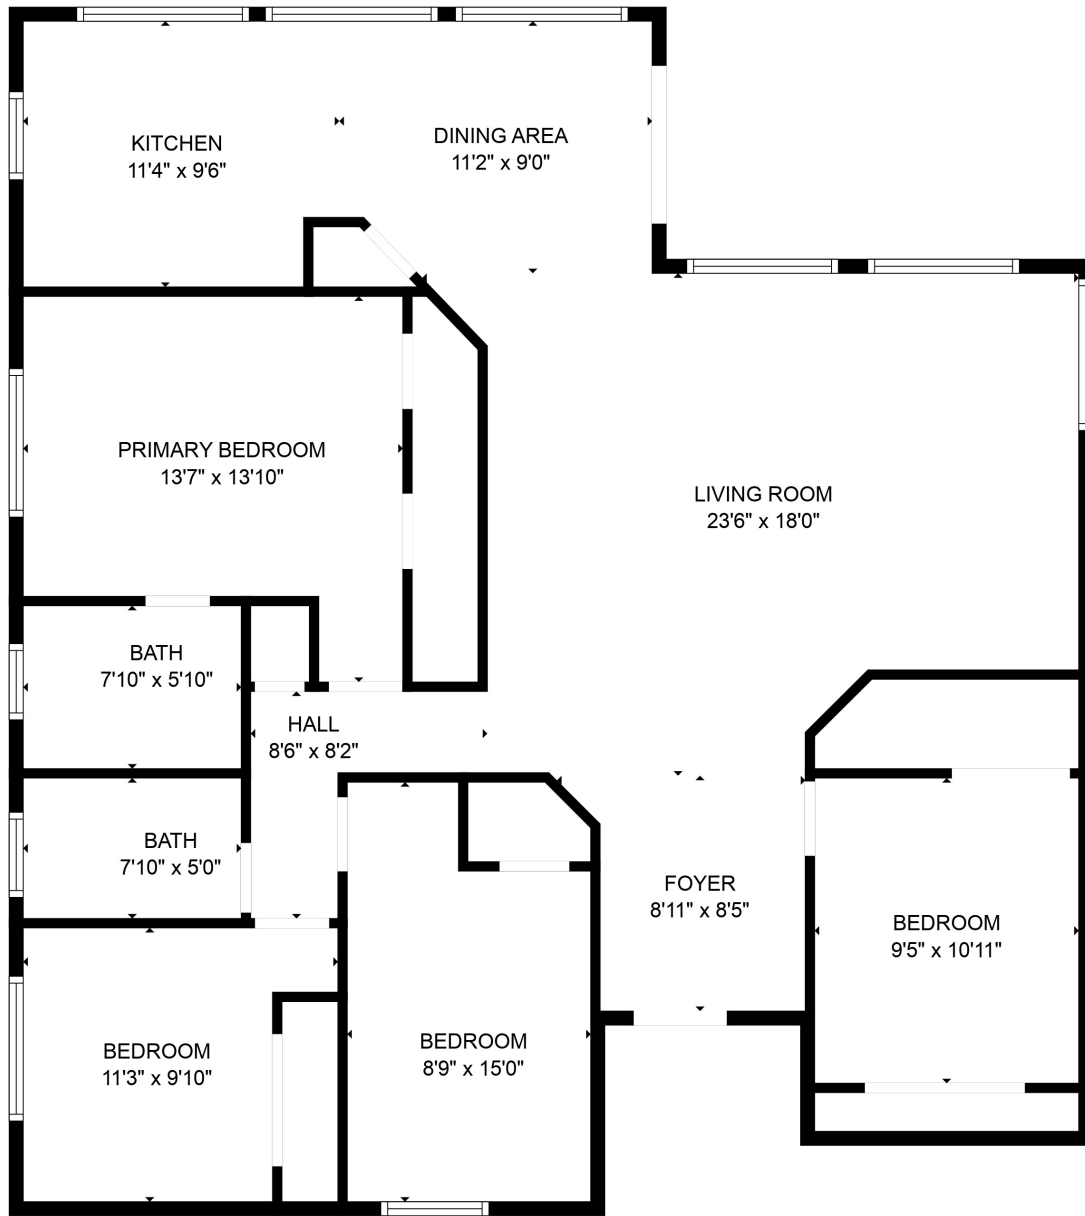 KITCHEN
11'4" x 9'6"
DINING AREA
11'2" x 9'0"
PRIMARY BEDROOM
13'7" x 13'10"
LIVING ROOM
23'6" x 18'0"
BATH
7'10" x 5'10"
HALL
8'6" x 8'2"
BATH
7'10" x 5'0"
FOYER
8'11" x 8'5"
BEDROOM
9'5" x 10'11"
BEDROOM
11'3" x 9'10"
BEDROOM
8'9" x 15'0"